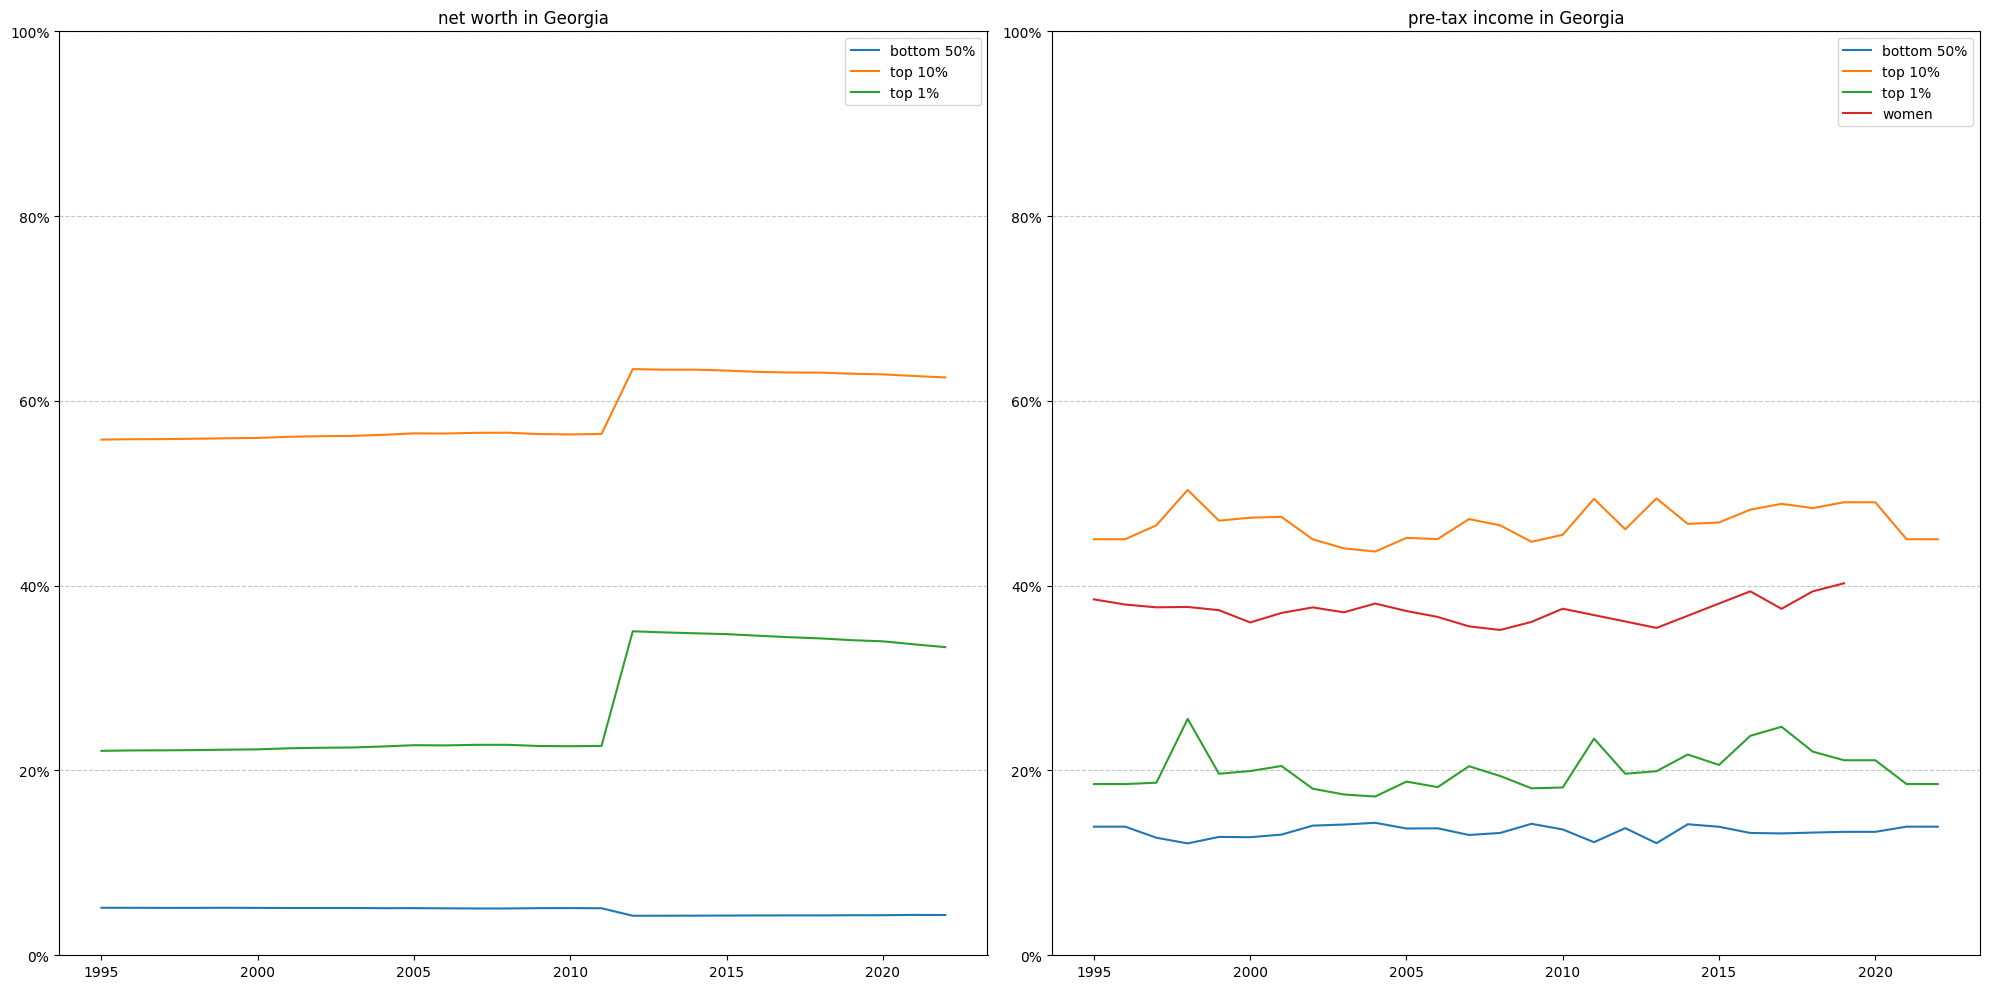 net worth in Georgia
100%
80%
60%
40%
20%
0%
1995 2000 2005 2010 2015 2020
bottom 50%
top 10%
top 1%
pre-tax income in Georgia
100%
80%
60%
40%
20%
0%
1995 2000 2005 2010 2015 2020
bottom 50%
top 10%
top 1%
women